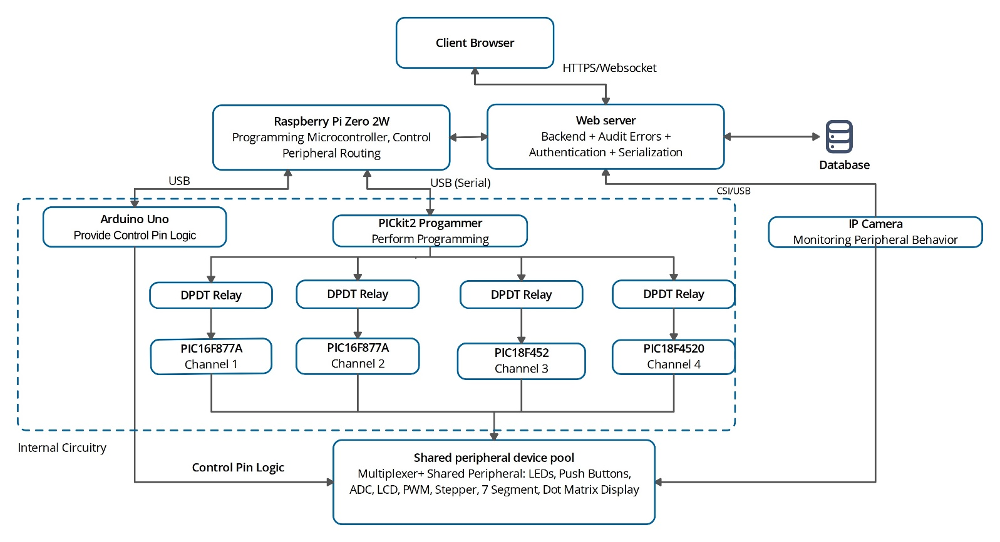 Client Browser
HTTPS/Websocket
Raspberry Pi Zero 2W
Programming Microcontroller, Control
Peripheral Routing
Web server
Backend + Audit Errors +
Authentication + Serialization
Database
USB
USB (Serial)
CSI/USB
Arduino Uno
Provide Control Pin Logic
PICkit2 Progammer
Perform Programming
IP Camera
Monitoring Peripheral Behavior
DPDT Relay
DPDT Relay
DPDT Relay
DPDT Relay
PIC16F877A
Channel 1
PIC16F877A
Channel 2
PIC18F452
Channel 3
PIC18F4520
Channel 4
Internal Circuitry
Control Pin Logic
Shared peripheral device pool
Multiplexer+ Shared Peripheral: LEDs, Push Buttons,
ADC, LCD, PWM, Stepper, 7 Segment, Dot Matrix Display